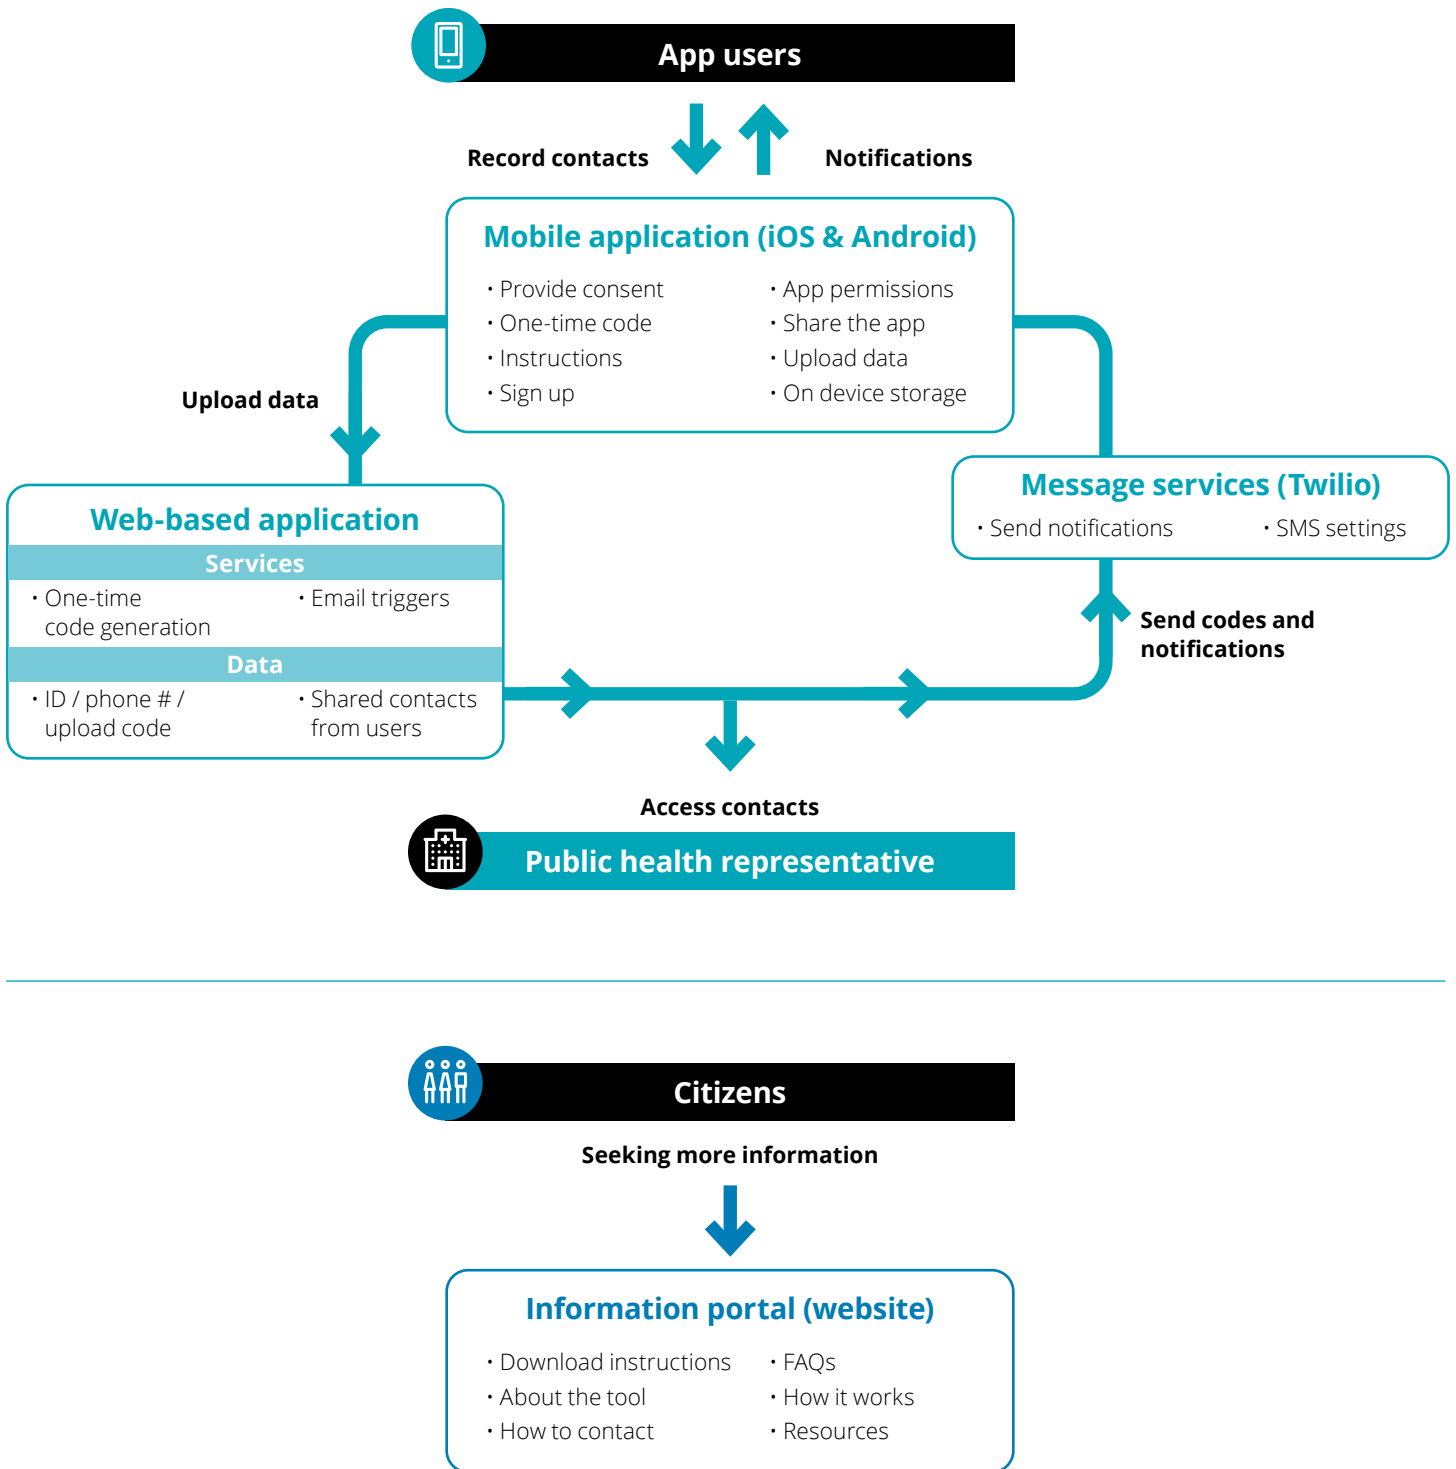 App users
Record contacts
Notifications
Mobile application (iOS & Android)
• Provide consent
• One-time code
• Instructions
• Sign up
• App permissions
• Share the app
• Upload data
• On device storage
Upload data
Message services (Twilio)
• Send notifications
• SMS settings
Web-based application
Services
• One-time
code generation
• Email triggers
Data
• ID / phone # /
upload code
• Shared contacts
from users
Send codes and
notifications
Access contacts
Public health representative
Citizens
Seeking more information
Information portal (website)
• Download instructions
• About the tool
• How to contact
• FAQs
• How it works
• Resources